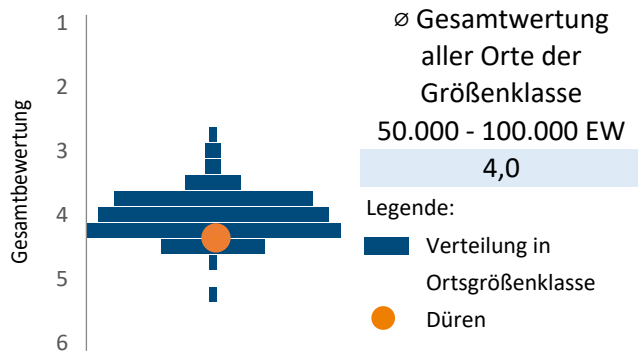 Gesamtbewertung
1
2
3
4
5
6
⌀ Gesamtwertung
aller Orte der
Größenklasse
50.000 - 100.000 EW
4,0
Legende:
Verteilung in
Ortsgrößenklasse
Düren